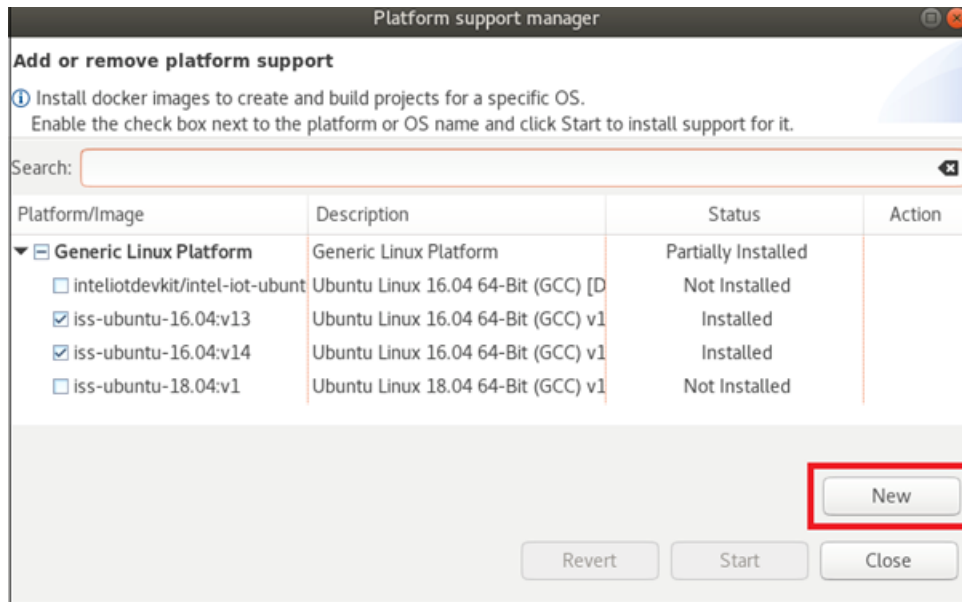 Platform support manager
Add or remove platform support
Install docker images to create and build projects for a specific OS.
Enable the check box next to the platform or OS name and click Start to install support for it.
Search:
Platform/Image Description Status Action
Generic Linux Platform Generic Linux Platform Partially Installed
inteliotdevkit/intel-iot-ubunt Ubuntu Linux 16.04 64-Bit (GCC) [D Not Installed
iss-ubuntu-16.04:v13 Ubuntu Linux 16.04 64-Bit (GCC) v1 Installed
iss-ubuntu-16.04:v14 Ubuntu Linux 16.04 64-Bit (GCC) v1 Installed
iss-ubuntu-18.04:v1 Ubuntu Linux 18.04 64-Bit (GCC) v1 Not Installed
New
Revert Start Close